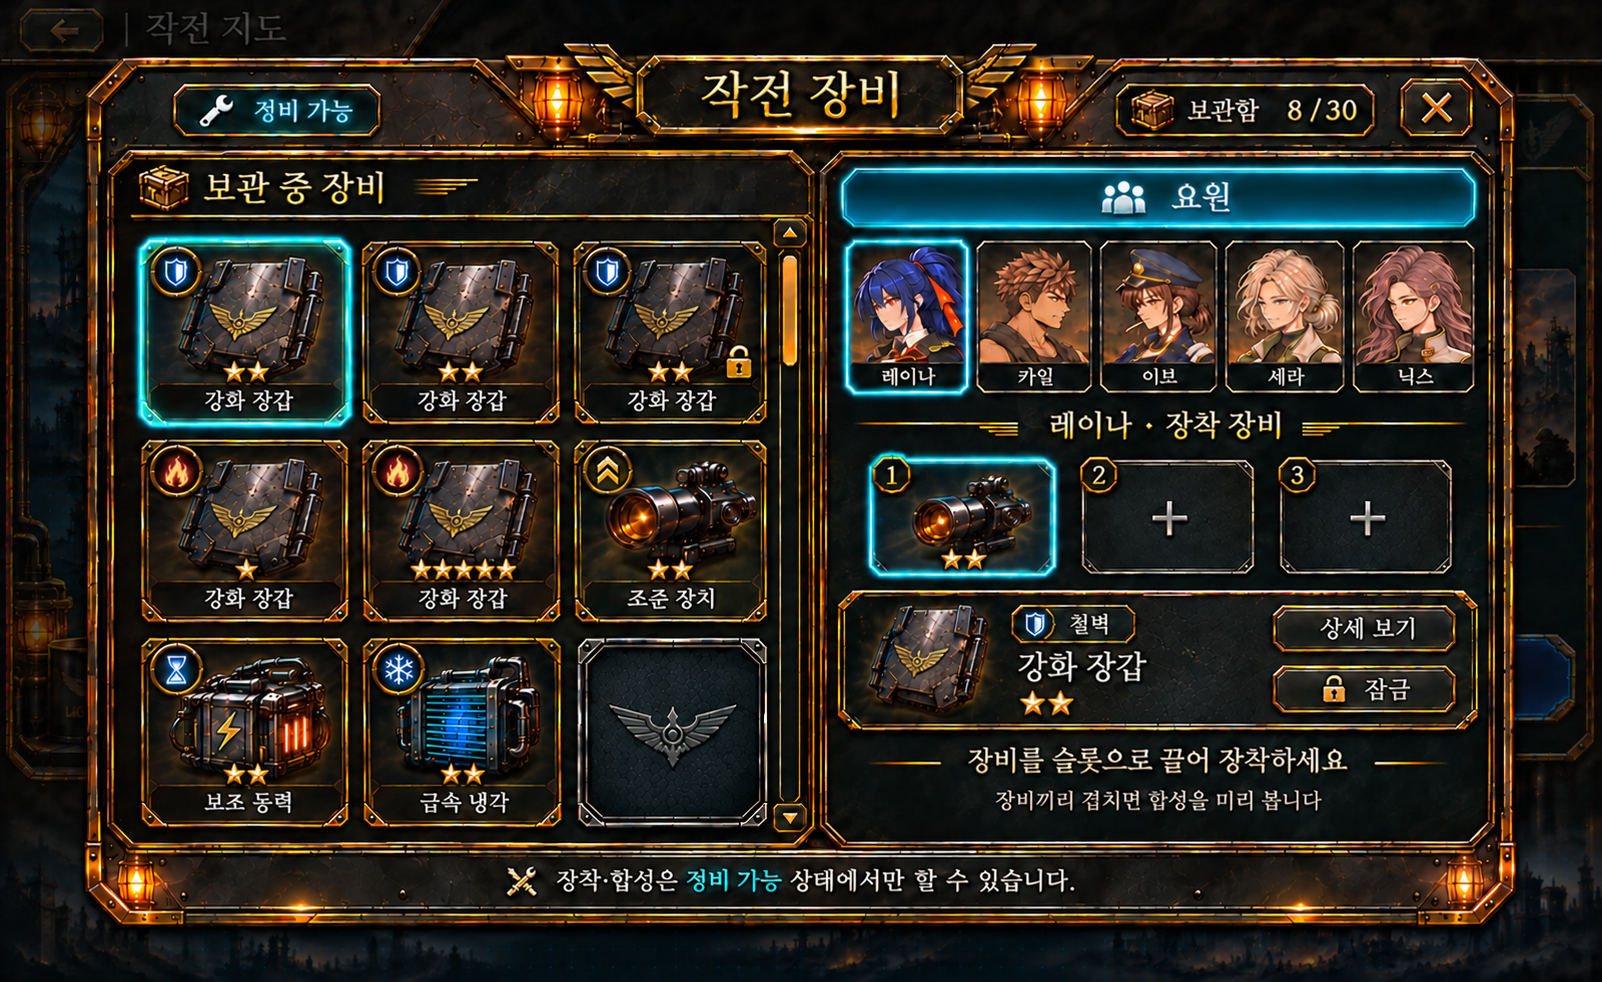 작전 지도
정비 가능
작전 장비
보관함 8/30
보관 중 장비
강화 장갑
강화 장갑
강화 장갑
강화 장갑
강화 장갑
조준 장치
보조 동력
급속 냉각
요원
레이나
카일
이브
세라
닉스
레이나 · 장착 장비
1
2
3
철벽
강화 장갑
상세 보기
잠금
장비를 슬롯으로 끌어 장착하세요
장비끼리 겹치면 합성을 미리 봅니다
장착·합성은 정비 가능 상태에서만 할 수 있습니다.